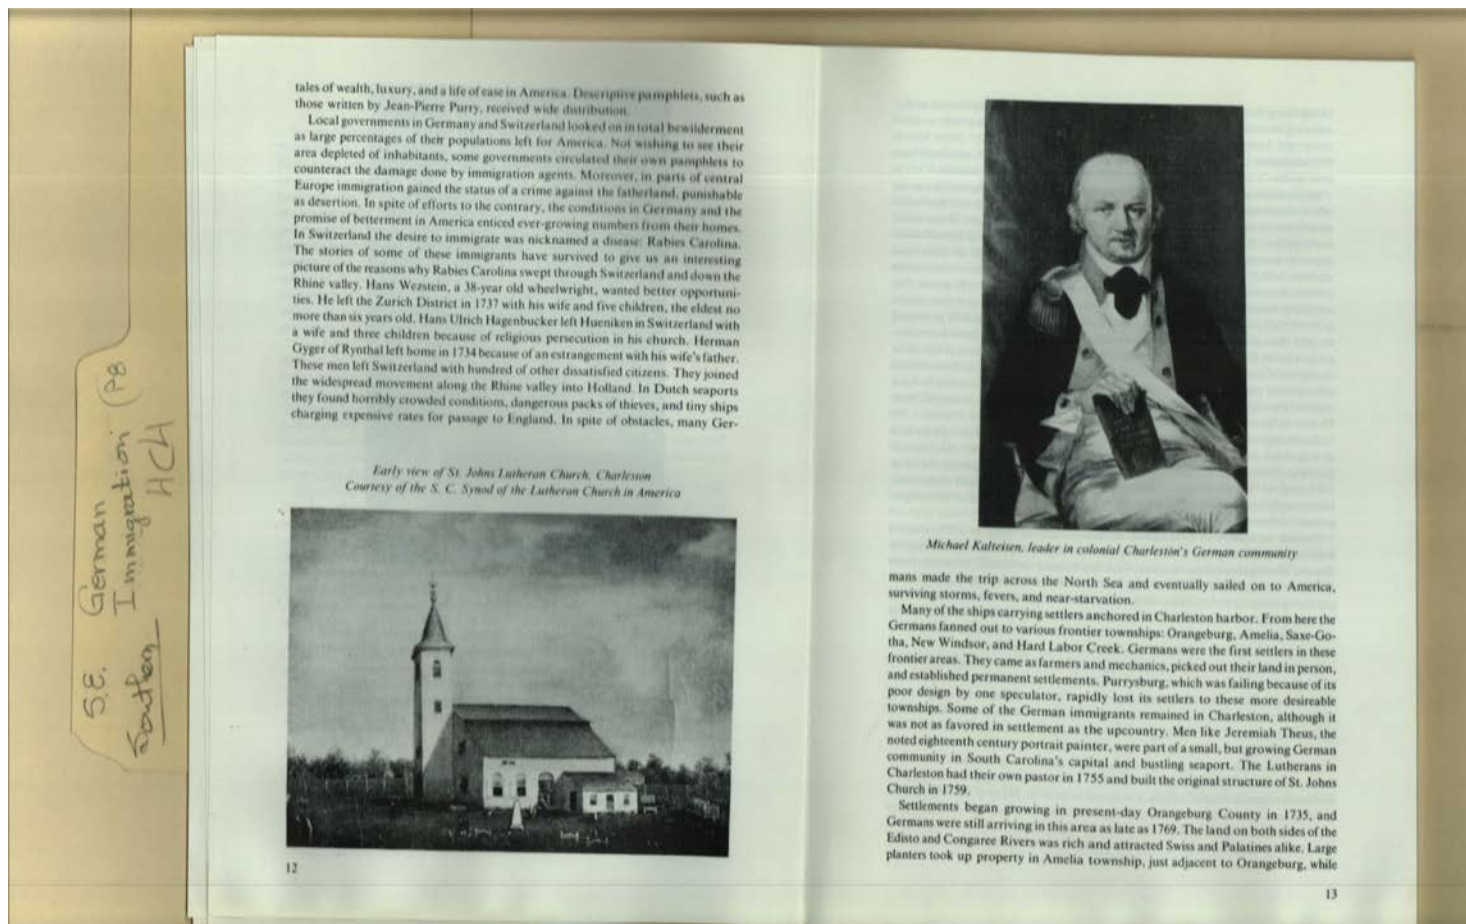 S.E. German
Southern Immigration (P8
HCH
tales of wealth, luxury, and a life of ease in America. Descriptive pamphlets, such as
those written by Jean-Pierre Purry, received wide distribution.
Local governments in Germany and Switzerland looked on in total bewilderment
as large percentages of their populations left for America. Not wishing to see their
area depleted of inhabitants, some governments circulated their own pamphlets to
counteract the damage done by immigration agents. Moreover, in parts of central
Europe immigration gained the status of a crime against the fatherland, punishable
as desertion. In spite of efforts to the contrary, the conditions in Germany and the
promise of betterment in America enticed ever-growing numbers from their homes.
In Switzerland the desire to immigrate was nicknamed a disease: Rabies Carolina.
The stories of some of these immigrants have survived to give us an interesting
picture of the reasons why Rabies Carolina swept through Switzerland and down the
Rhine valley. Hans Wezstein, a 38-year old wheelwright, wanted better opportuni-
ties. He left the Zurich District in 1737 with his wife and five children, the eldest no
more than six years old. Hans Ulrich Hagenbucker left Hueniken in Switzerland with
a wife and three children because of religious persecution in his church. Herman
Gyger of Rynthal left home in 1734 because of an estrangement with his wife's father.
These men left Switzerland with hundred of other dissatisfied citizens. They joined
the widespread movement along the Rhine valley into Holland. In Dutch seaports
they found horribly crowded conditions, dangerous packs of thieves, and tiny ships
charging expensive rates for passage to England. In spite of obstacles, many Ger-
Early view of St. Johns Lutheran Church, Charleston
Courtesy of the S. C. Synod of the Lutheran Church in America
12
Michael Kalteisen, leader in colonial Charleston's German community
mans made the trip across the North Sea and eventually sailed on to America,
surviving storms, fevers, and near-starvation.
Many of the ships carrying settlers anchored in Charleston harbor. From here the
Germans fanned out to various frontier townships: Orangeburg, Amelia, Saxe-Go-
tha, New Windsor, and Hard Labor Creek. Germans were the first settlers in these
frontier areas. They came as farmers and mechanics, picked out their land in person,
and established permanent settlements. Purrysburg, which was failing because of its
poor design by one speculator, rapidly lost its settlers to these more desireable
townships. Some of the German immigrants remained in Charleston, although it
was not as favored in settlement as the upcountry. Men like Jeremiah Theus, the
noted eighteenth century portrait painter, were part of a small, but growing German
community in South Carolina's capital and bustling seaport. The Lutherans in
Charleston had their own pastor in 1755 and built the original structure of St. Johns
Church in 1759.
Settlements began growing in present-day Orangeburg County in 1735, and
Germans were still arriving in this area as late as 1769. The land on both sides of the
Edisto and Congaree Rivers was rich and attracted Swiss and Palatines alike. Large
planters took up property in Amelia township, just adjacent to Orangeburg, while
13